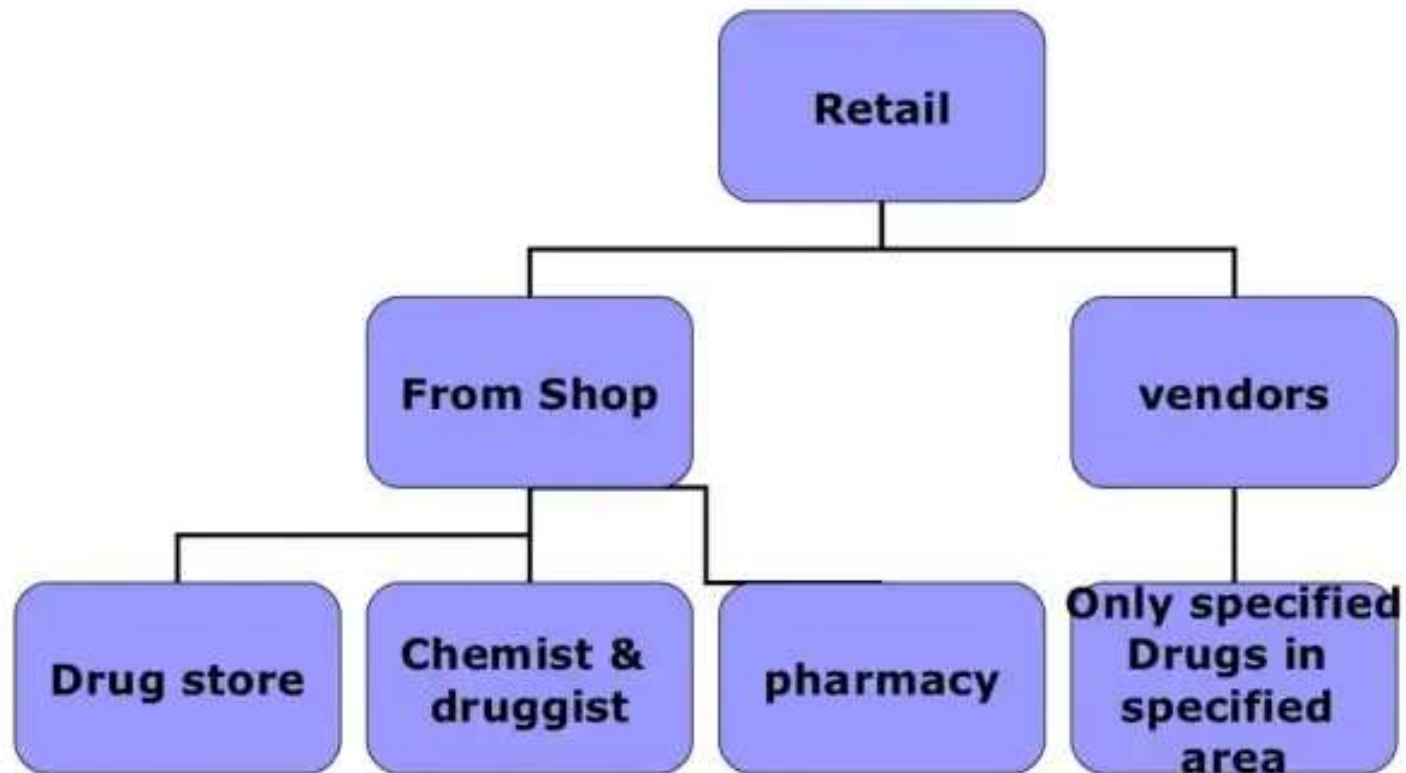 Retail
From Shop
vendors
Drug store
Chemist &
druggist
pharmacy
Only specified
Drugs in
specified
area